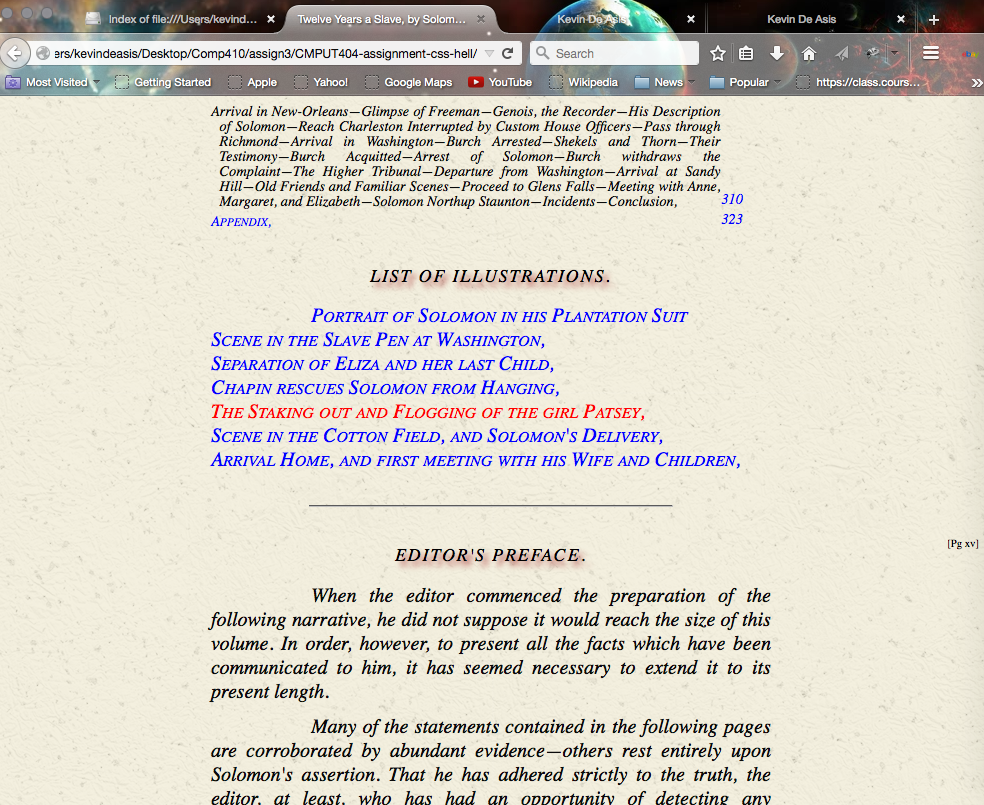 Index of file:///Users/kevind...
Twelve Years a Slave, by Solom...
Kevin De Asis
Kevin De Asis
ers/kevindeasis/Desktop/Comp410/assign3/CMPUT404-assignment-css-hell/
Search
Most Visited
Getting Started
Apple
Yahoo!
Google Maps
YouTube
Wikipedia
News
Popular
https://class.cours...
Arrival in New-Orleans—Glimpse of Freeman—Genois, the Recorder—His Description
of Solomon—Reach Charleston Interrupted by Custom House Officers—Pass through
Richmond—Arrival in Washington—Burch Arrested—Shekels and Thorn—Their
Testimony—Burch Acquitted—Arrest of Solomon—Burch withdraws the
Complaint—The Higher Tribunal—Departure from Washington—Arrival at Sandy
Hill—Old Friends and Familiar Scenes—Proceed to Glens Falls—Meeting with Anne,
Margaret, and Elizabeth—Solomon Northup Staunton—Incidents—Conclusion, 310
Appendix, 323
LIST OF ILLUSTRATIONS.
Portrait of Solomon in his Plantation Suit
Scene in the Slave Pen at Washington,
Separation of Eliza and her last Child,
Chapin rescues Solomon from Hanging,
The Staking out and Flogging of the girl Patsey,
Scene in the Cotton Field, and Solomon's Delivery,
Arrival Home, and first meeting with his Wife and Children,
[Pg xv]
EDITOR'S PREFACE.
When the editor commenced the preparation of the
following narrative, he did not suppose it would reach the size of this
volume. In order, however, to present all the facts which have been
communicated to him, it has seemed necessary to extend it to its
present length.
Many of the statements contained in the following pages
are corroborated by abundant evidence—others rest entirely upon
Solomon's assertion. That he has adhered strictly to the truth, the
editor, at least, who has had an opportunity of detecting any